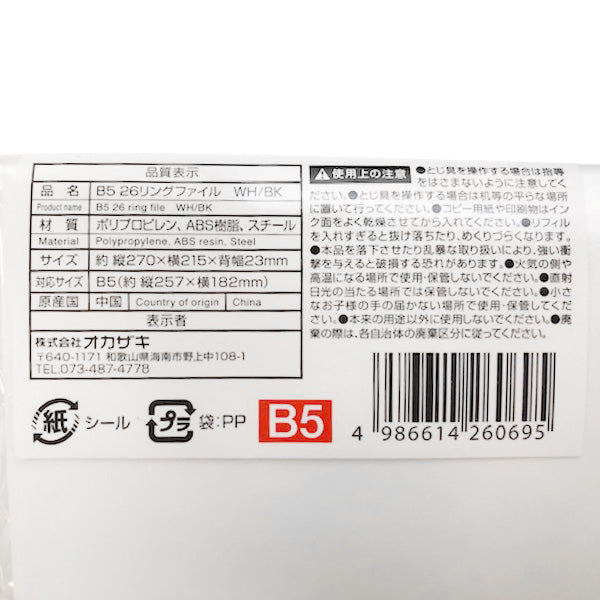 品質表示
品 名 B5 26リングファイル WH/BK
Product name B5 26 ring file WH/BK
材 質 ポリプロピレン、ABS樹脂、スチール
Material Polypropylene, ABS resin, Steel
サイズ 約 縦270×横215×背幅23mm
対応サイズ B5(約 縦257×横182mm)
原産国 中国 Country of origin China
表示者
株式会社オカザキ
〒640-1171 和歌山県海南市野上中108-1
TEL.073-487-4778
紙 シール プラ 袋:PP B5
⚠使用上の注意 ●とじ具を操作する場合は指等
をはさまないように注意してく
ださい。●とじ具を操作する場合は机等の平らな場所
に置いて行ってください。●コピー用紙や印刷物はイン
ク面をよく乾燥させてから入れてください。●リフィル
を入れすぎると抜け落ちたり、めくりづらくなります。
●本品を落下させたり乱暴な取り扱いにより、強い衝
撃を与えると破損する恐れがあります。●火気の側や
高温になる場所で使用・保管しないでください。●直射
日光の当たる場所では保管しないでください。●小さ
なお子様の手の届かない場所で使用・保管してくださ
い。●本来の用途以外に使用しないでください。●廃
棄の際は、各自治体の廃棄区分に従ってください。
4 986614 260695